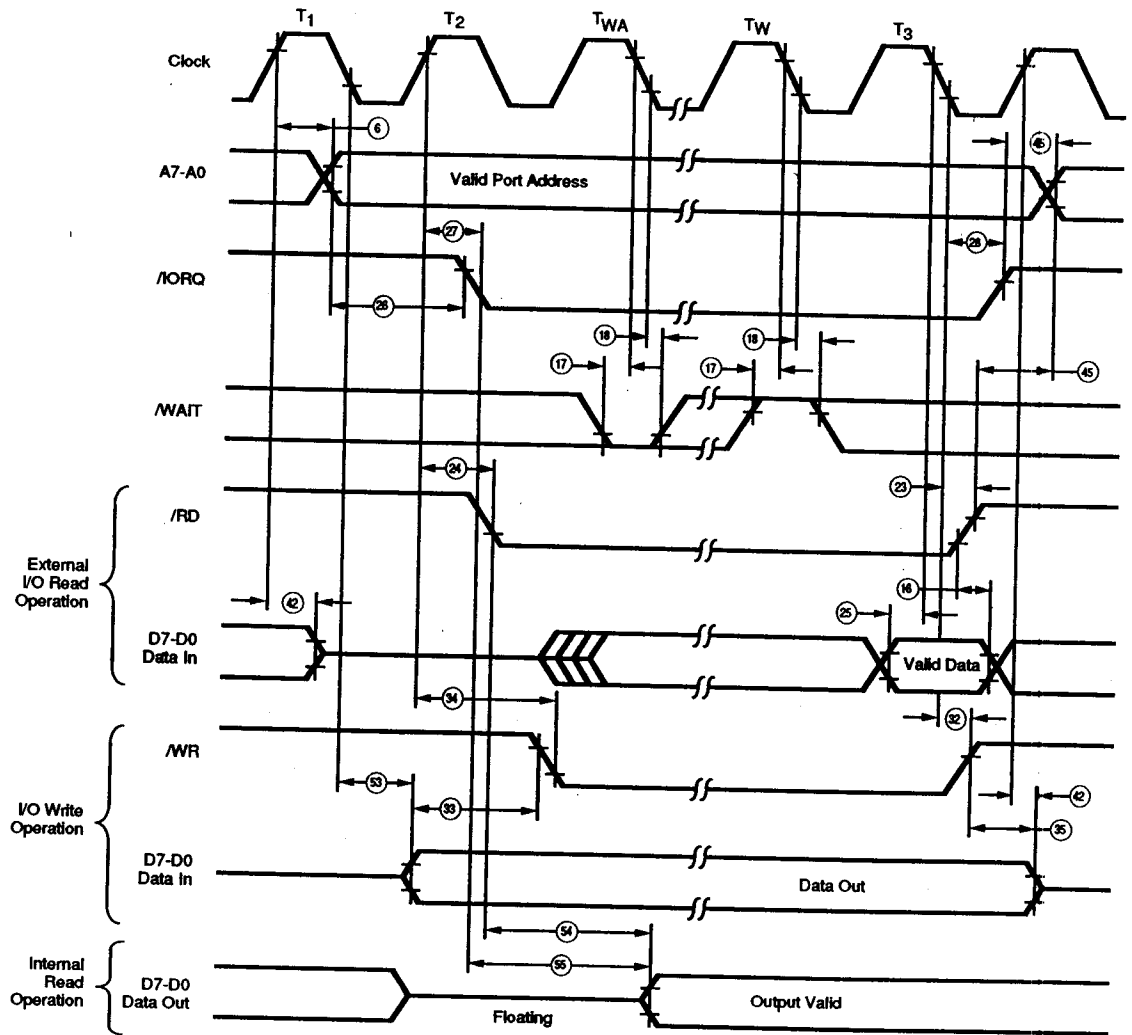 T1 T2 TWA TW T3
Clock
6
45
A7-A0
Valid Port Address
27
28
/IORQ
26
18
18
17
17
45
/WAIT
24
23
/RD
External
I/O Read
Operation
16
42
25
D7-D0
Data In
Valid Data
34
32
/WR
53
33
42
35
I/O Write
Operation
D7-D0
Data In
Data Out
54
55
Internal
Read
Operation
D7-D0
Data Out
Floating
Output Valid